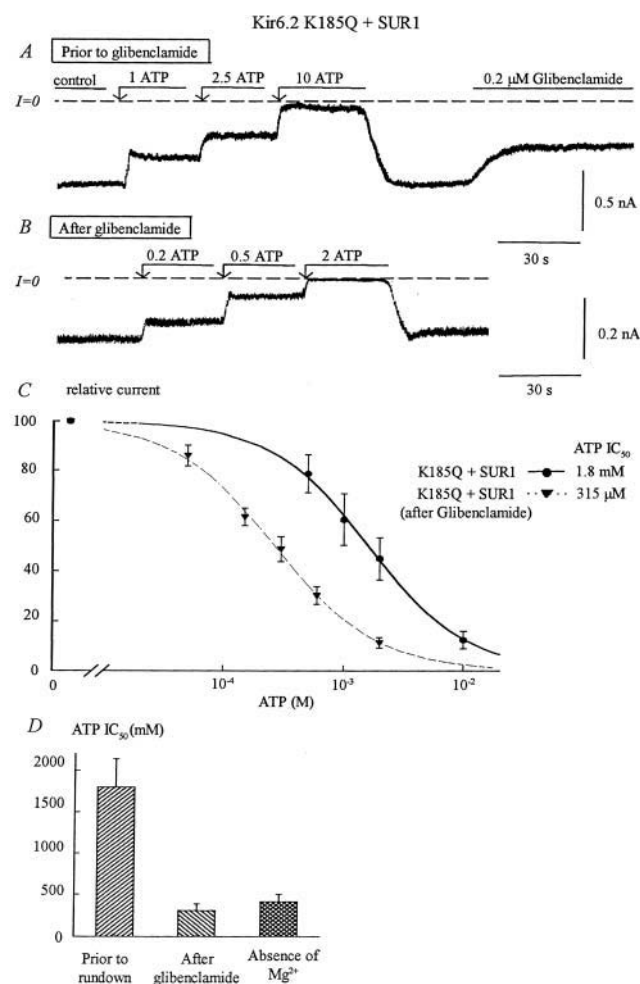 Kir6.2 K185Q + SUR1
A Prior to glibenclamide
control 1 ATP 2.5 ATP 10 ATP 0.2 μM Glibenclamide
I=0
0.5 nA
30 s
B After glibenclamide
0.2 ATP 0.5 ATP 2 ATP
I=0
0.2 nA
30 s
C relative current
100
80
60
40
20
0
ATP IC50
K185Q + SUR1 1.8 mM
K185Q + SUR1 315 μM
(after Glibenclamide)
0 10-4 10-3 10-2
ATP (M)
D ATP IC50 (mM)
2000
1500
1000
500
0
Prior to rundown
After glibenclamide
Absence of Mg2+